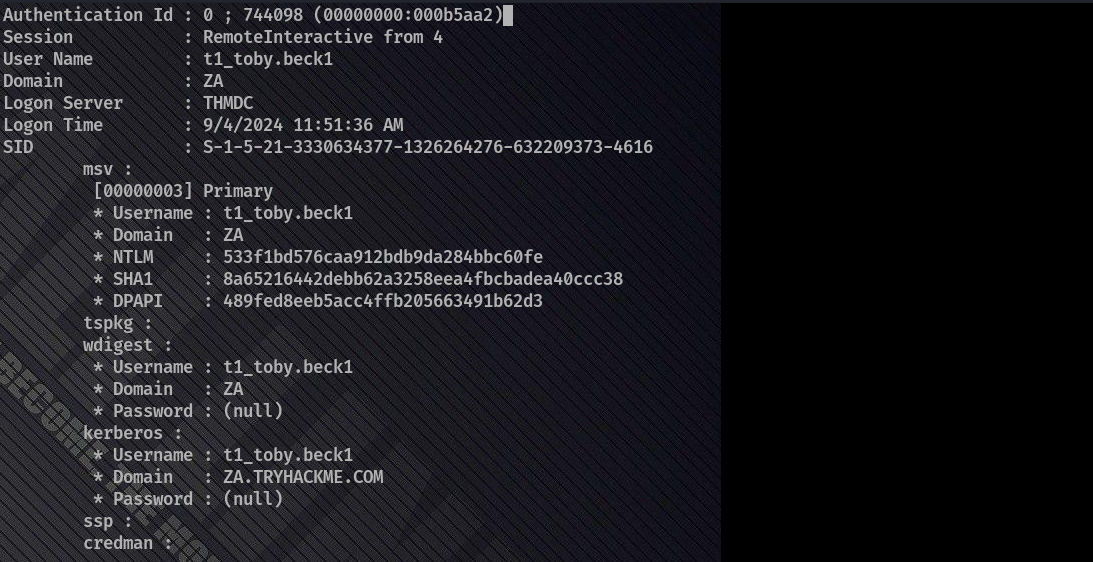 Authentication Id : 0 ; 744098 (00000000:000b5aa2)
Session           : RemoteInteractive from 4
User Name         : t1_toby.beck1
Domain            : ZA
Logon Server      : THMDC
Logon Time        : 9/4/2024 11:51:36 AM
SID               : S-1-5-21-3330634377-1326264276-632209373-4616
        msv :
         [00000003] Primary
         * Username : t1_toby.beck1
         * Domain   : ZA
         * NTLM     : 533f1bd576caa912bdb9da284bbc60fe
         * SHA1     : 8a65216442debb62a3258eea4fbcbadea40ccc38
         * DPAPI    : 489fed8eeb5acc4ffb205663491b62d3
        tspkg :
        wdigest :
         * Username : t1_toby.beck1
         * Domain   : ZA
         * Password : (null)
        kerberos :
         * Username : t1_toby.beck1
         * Domain   : ZA.TRYHACKME.COM
         * Password : (null)
        ssp :
        credman :
BECOME